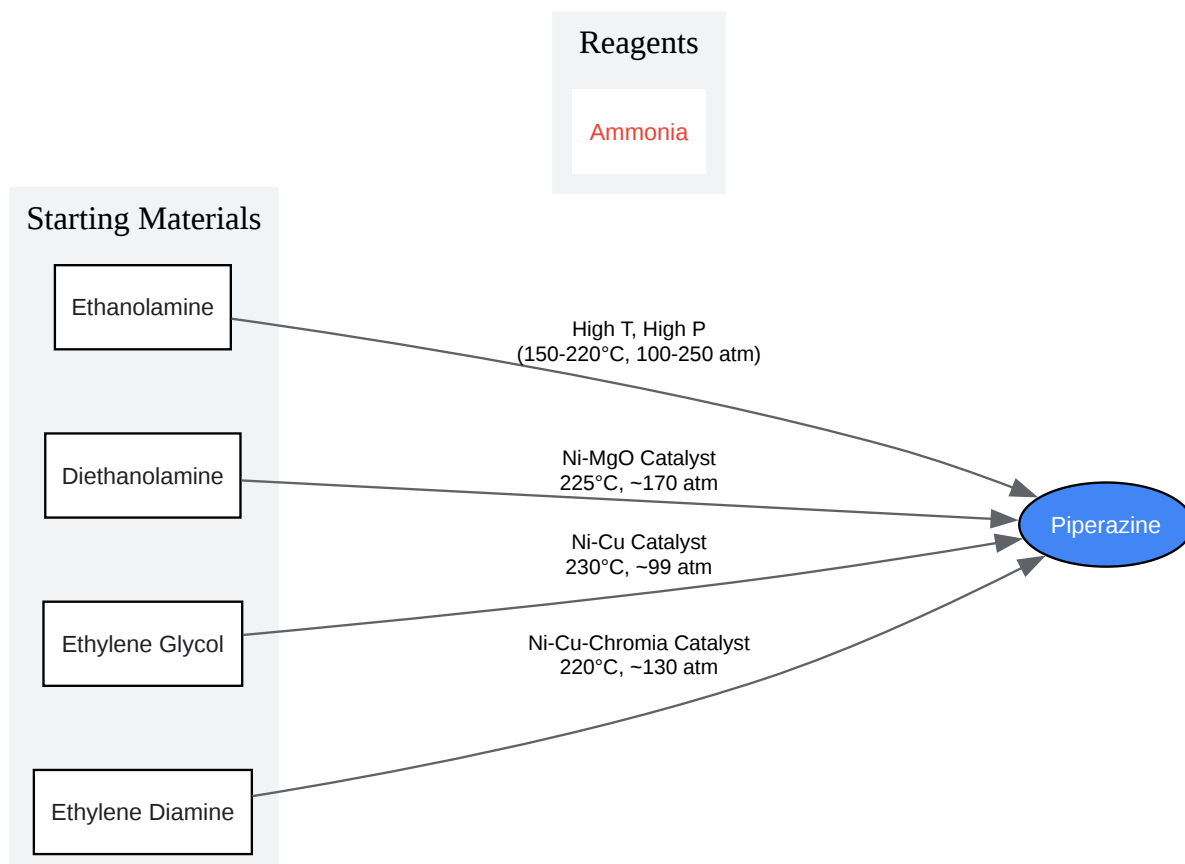 Reagents
Ammonia
Starting Materials
Ethanolamine
High T, High P
(150-220°C, 100-250 atm)
Diethanolamine
Ni-MgO Catalyst
225°C, ~170 atm
Piperazine
Ni-Cu Catalyst
230°C, ~99 atm
Ethylene Glycol
Ni-Cu-Chromia Catalyst
220°C, ~130 atm
Ethylene Diamine